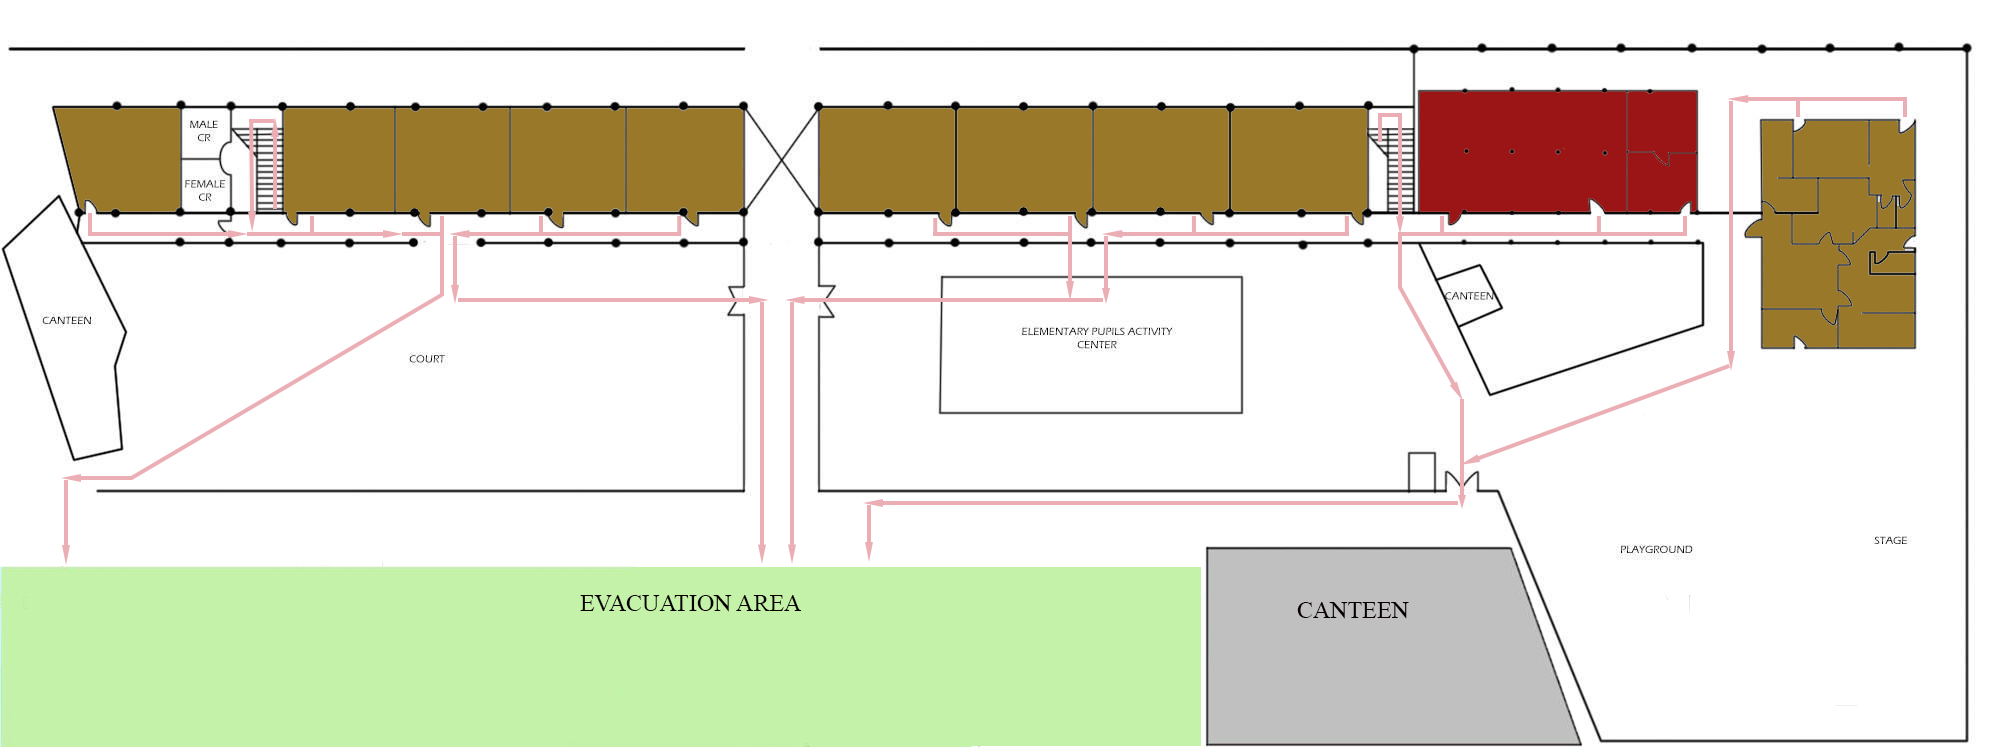 MALE
CR
FEMALE
CR
CANTEEN
COURT
ELEMENTARY PUPILS ACTIVITY
CENTER
CANTEEN
PLAYGROUND
STAGE
EVACUATION AREA
CANTEEN